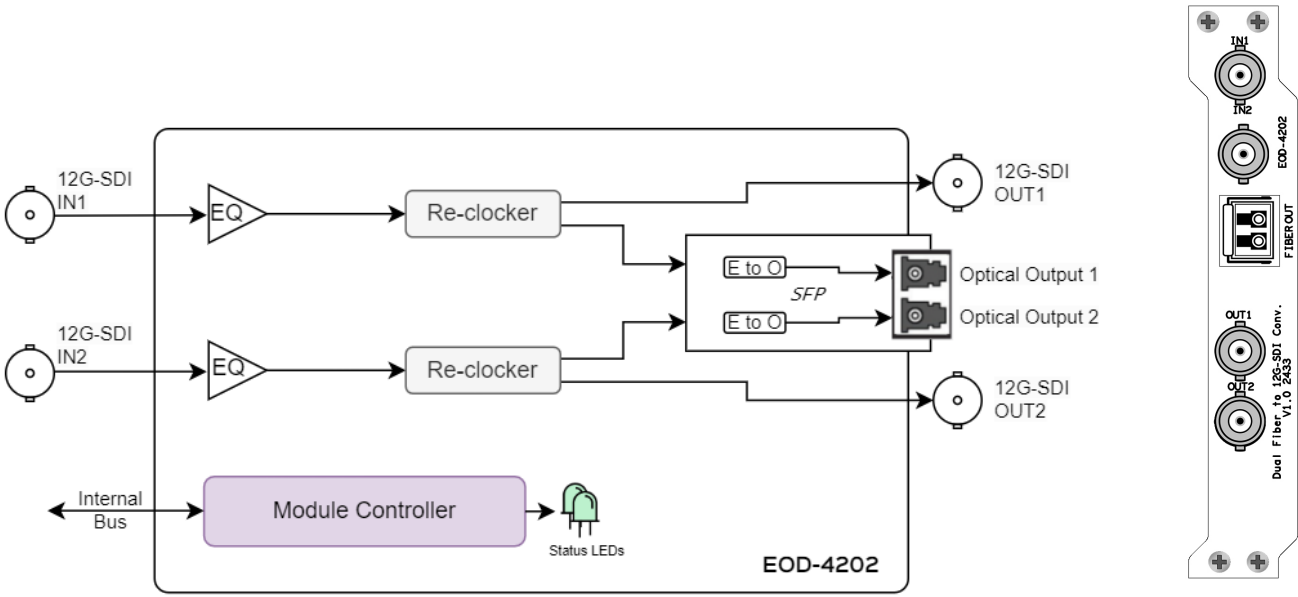 12G-SDI
IN1
EQ
Re-clocker
12G-SDI
OUT1
E to O
SFP
E to O
Optical Output 1
Optical Output 2
12G-SDI
IN2
EQ
Re-clocker
12G-SDI
OUT2
Internal
Bus
Module Controller
Status LEDs
EOD-4202
IN1
IN2
EOD-4202
FIBER OUT
OUT1
OUT2
Dual Fiber to 12G-SDI Conv.
V1.0 2433